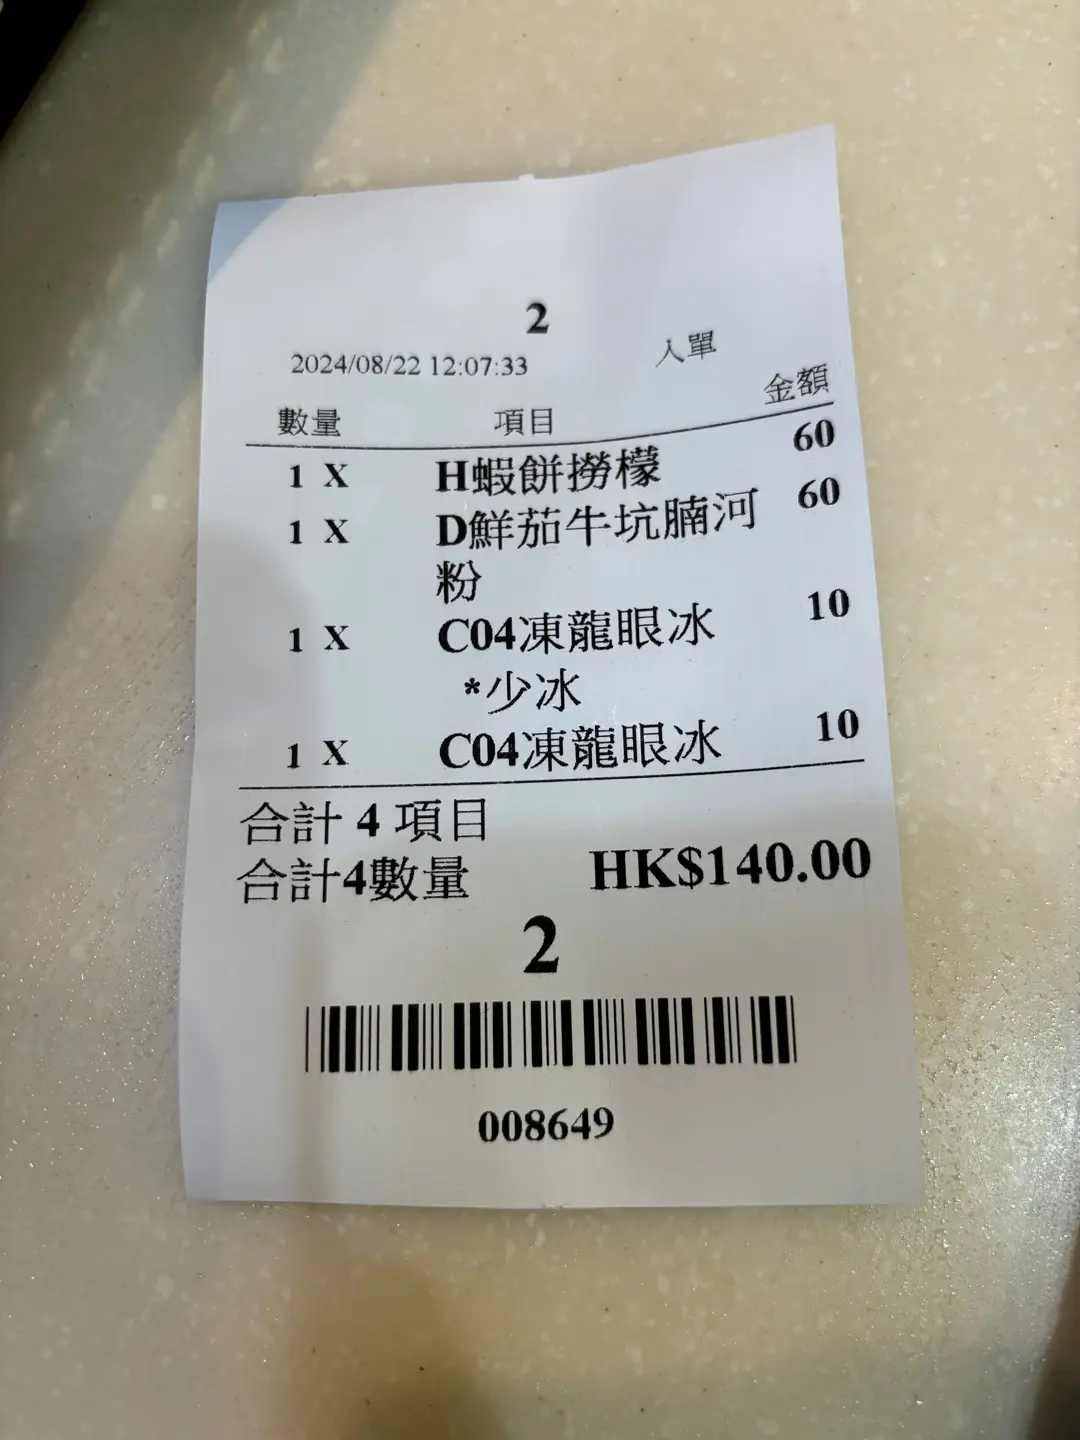 2
2024/08/22 12:07:33 入單
數量 項目 金額
1 X H蝦餅撈檬 60
1 X D鮮茄牛坑腩河 60
粉
1 X C04凍龍眼冰 10
*少冰
1 X C04凍龍眼冰 10
合計 4 項目
合計4數量 HK$140.00
2
008649